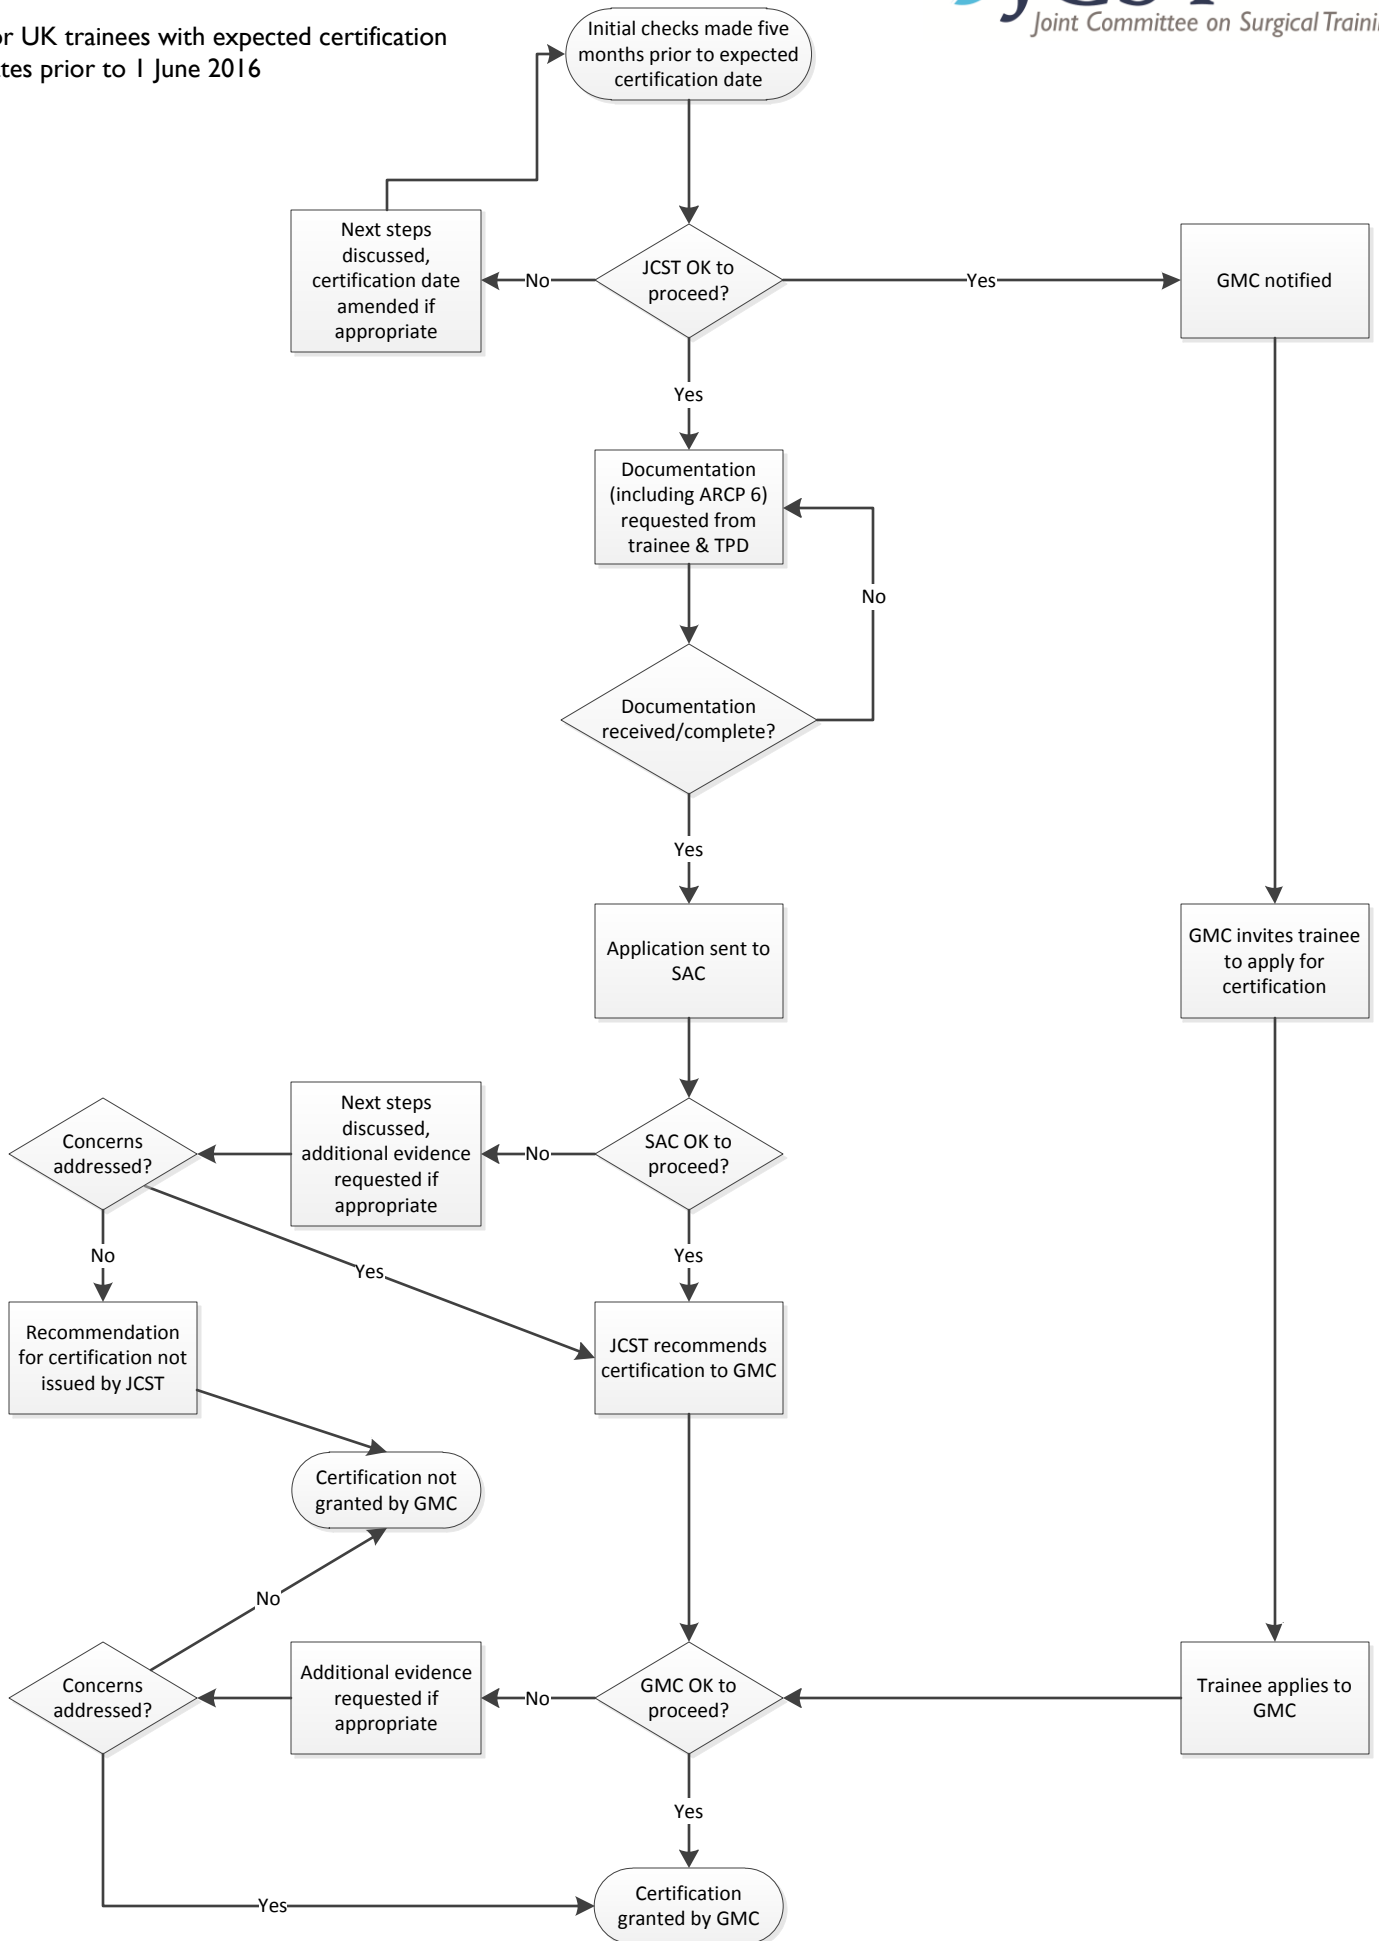 or UK trainees with expected certification
tes prior to 1 June 2016
JCST
Joint Committee on Surgical Traini
Initial checks made five
months prior to expected
certification date
Next steps
discussed,
certification date
amended if
appropriate
No
JCST OK to
proceed?
Yes
GMC notified
Yes
Documentation
(including ARCP 6)
requested from
trainee & TPD
No
Documentation
received/complete?
Yes
Application sent to
SAC
GMC invites trainee
to apply for
certification
Concerns
addressed?
Next steps
discussed,
additional evidence
requested if
appropriate
No
SAC OK to
proceed?
No
Yes
Yes
Recommendation
for certification not
issued by JCST
JCST recommends
certification to GMC
Certification not
granted by GMC
No
Concerns
addressed?
Additional evidence
requested if
appropriate
No
GMC OK to
proceed?
Trainee applies to
GMC
Yes
Yes
Certification
granted by GMC